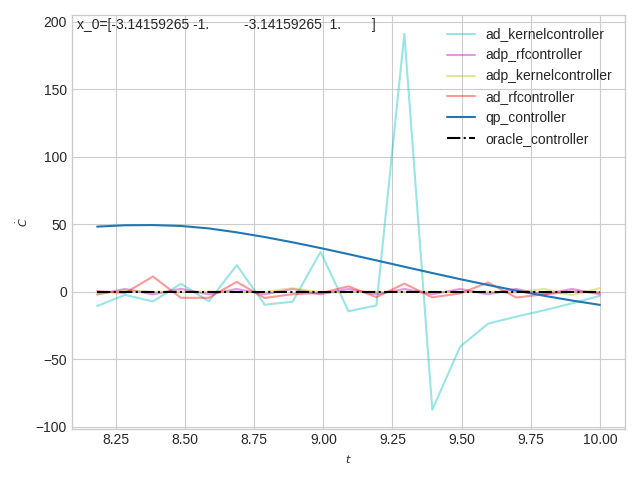 x_0=[-3.14159265 -1. -3.14159265 1. ]
ad_kernelcontroller
adp_rfcontroller
adp_kernelcontroller
ad_rfcontroller
qp_controller
oracle_controller
200
150
100
50
0
−50
−100
Ċ
8.25 8.50 8.75 9.00 9.25 9.50 9.75 10.00
t